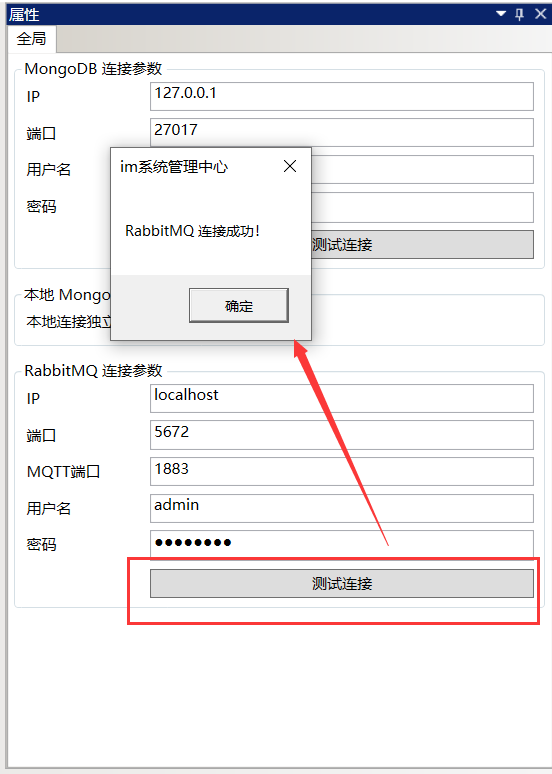 属性
全局
MongoDB 连接参数
IP
127.0.0.1
端口
27017
用户名
密码
测试连接
im系统管理中心
RabbitMQ 连接成功!
确定
本地 Mongo
本地连接独立
RabbitMQ 连接参数
IP
localhost
端口
5672
MQTT端口
1883
用户名
admin
密码
●●●●●●●●
测试连接